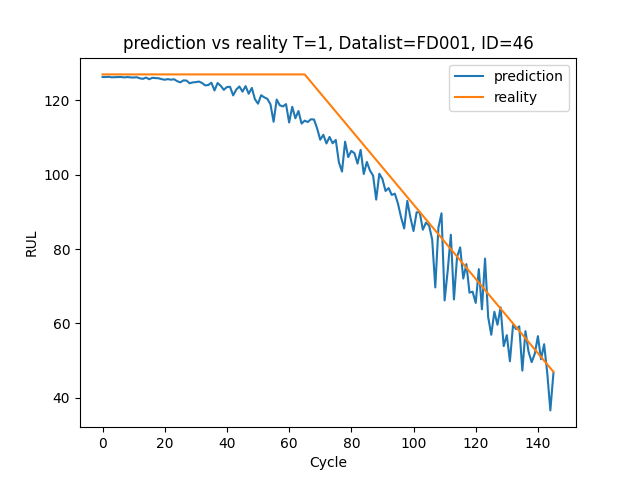 prediction vs reality T=1, Datalist=FD001, ID=46
prediction
reality
120
100
80
60
40
RUL
0 20 40 60 80 100 120 140
Cycle